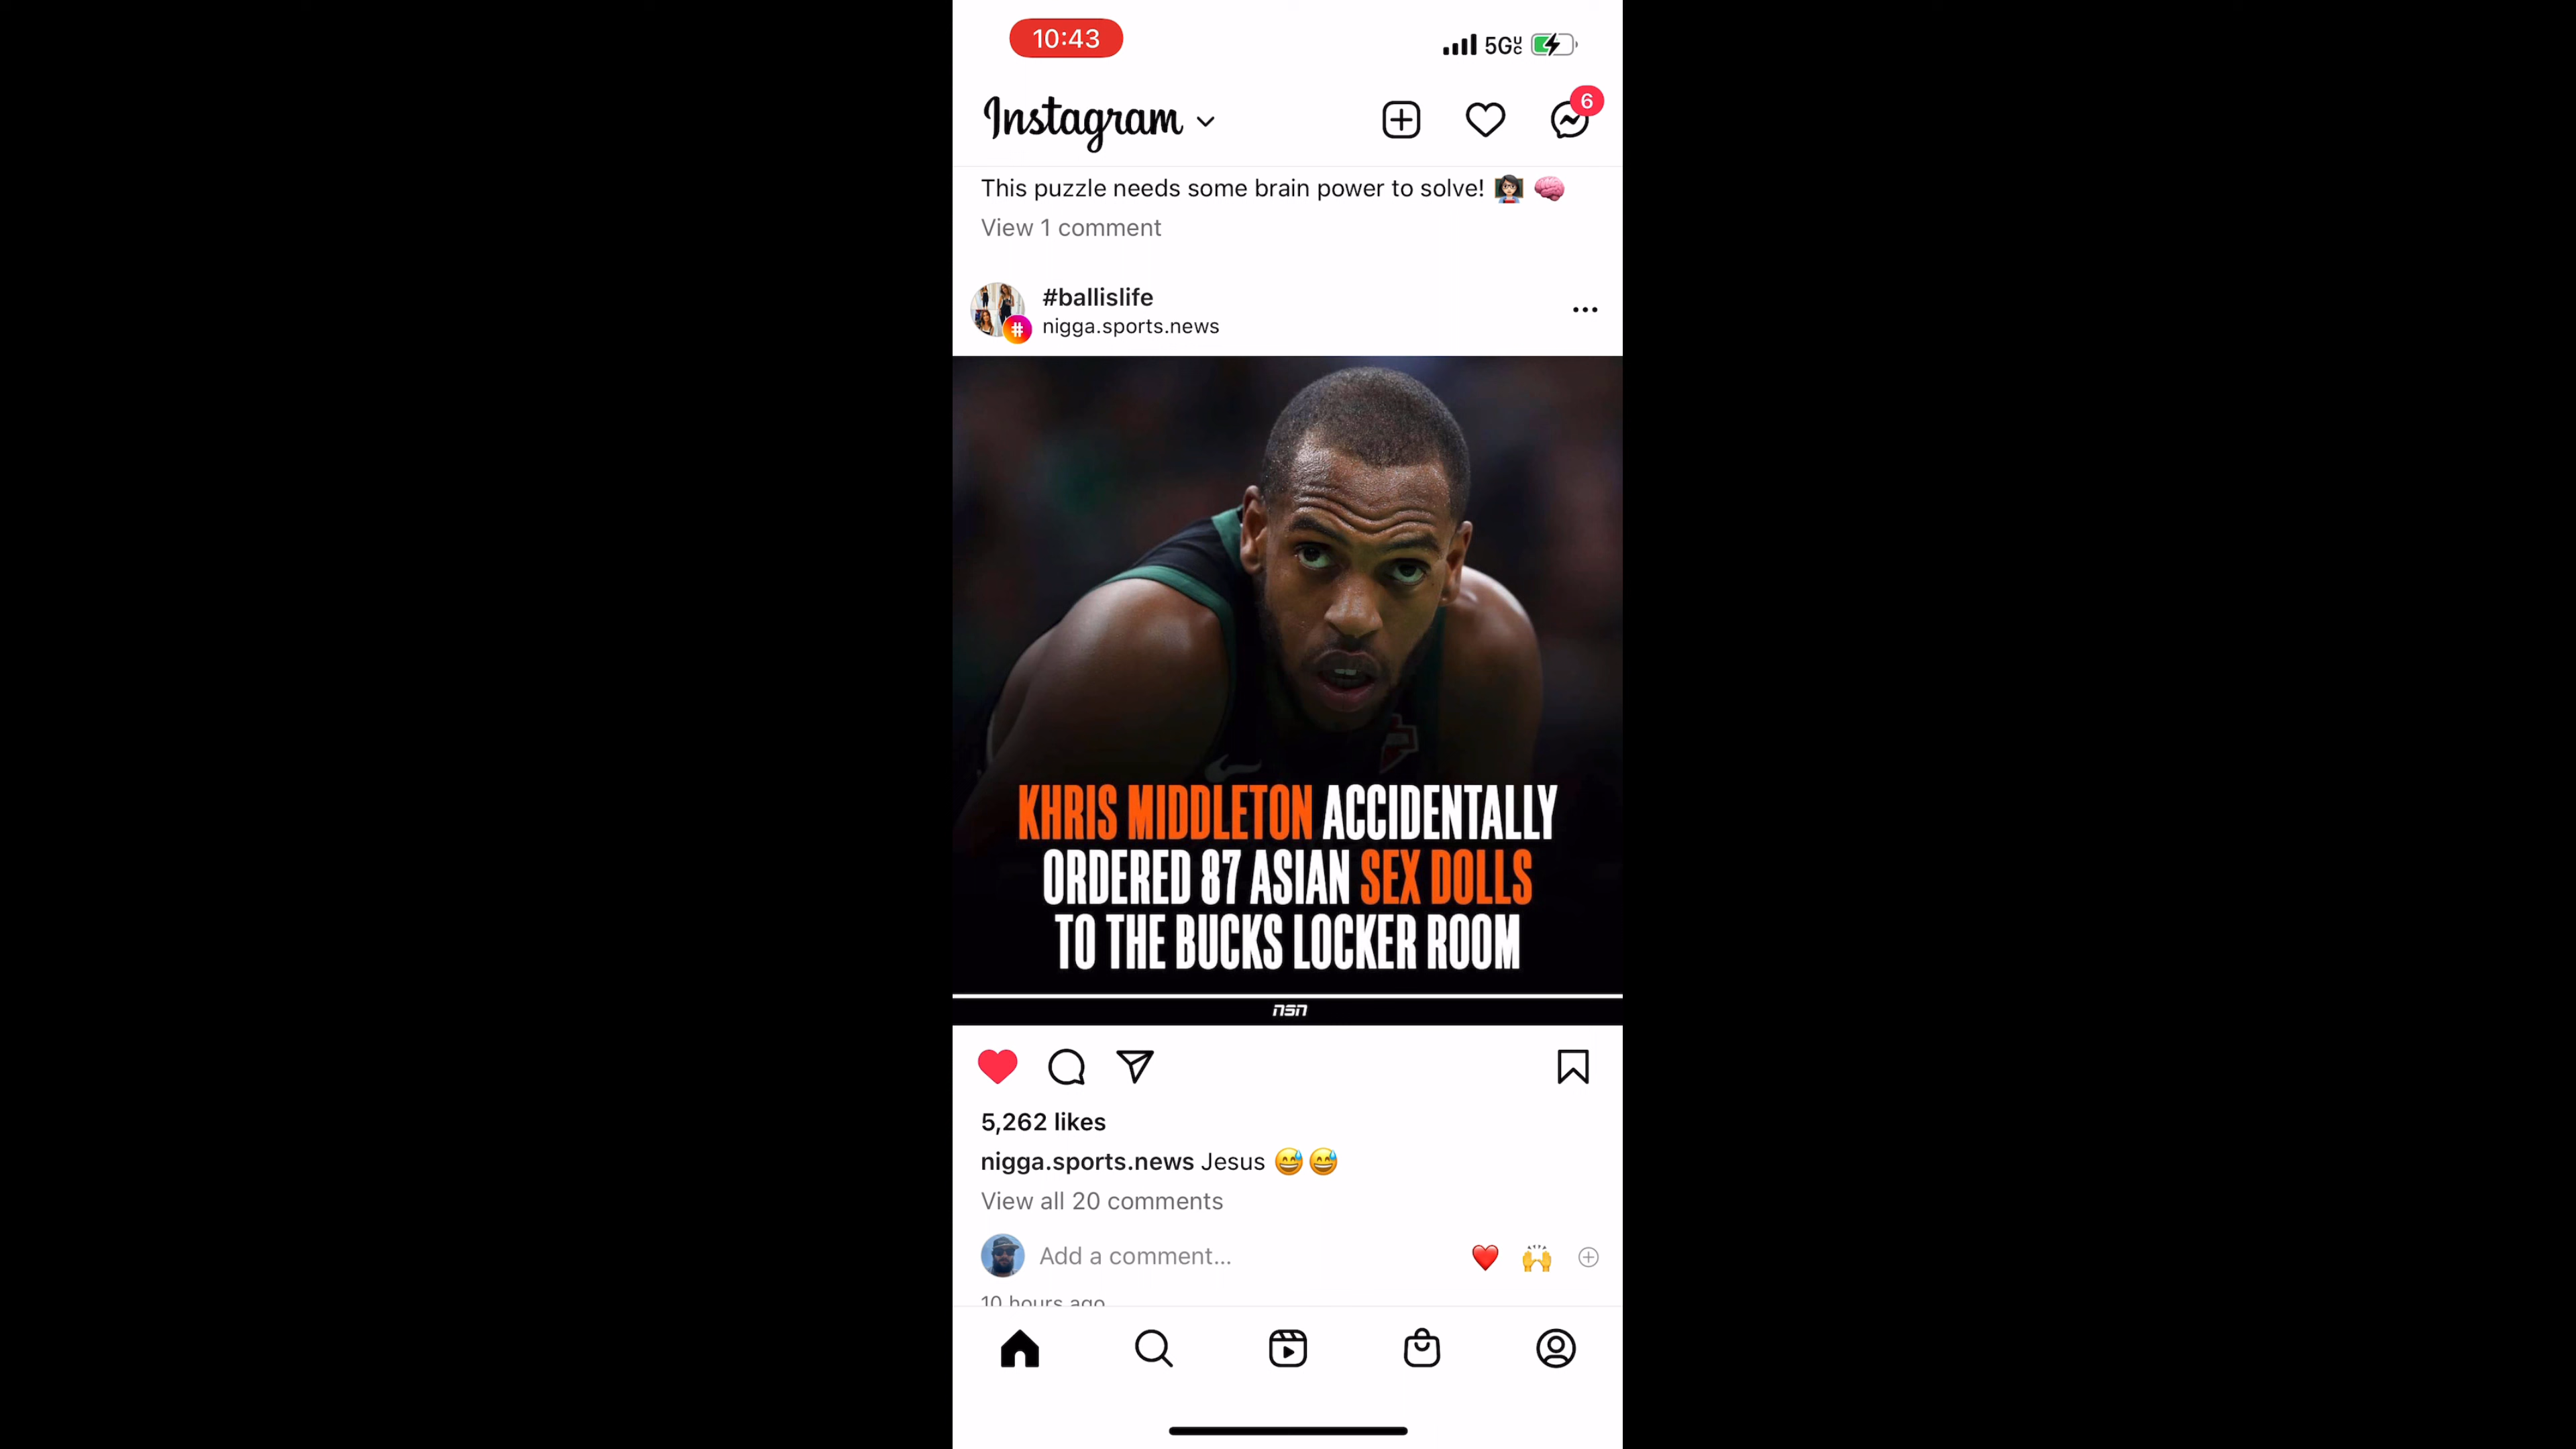 10:43
5G UC
Instagram
6
This puzzle needs some brain power to solve! 👩🏻‍🏫 🧠
View 1 comment
#ballislife
#
nigga.sports.news
KHRIS MIDDLETON ACCIDENTALLY
ORDERED 87 ASIAN SEX DOLLS
TO THE BUCKS LOCKER ROOM
nsn
5,262 likes
nigga.sports.news Jesus 😅😅
View all 20 comments
Add a comment...
10 hours ago